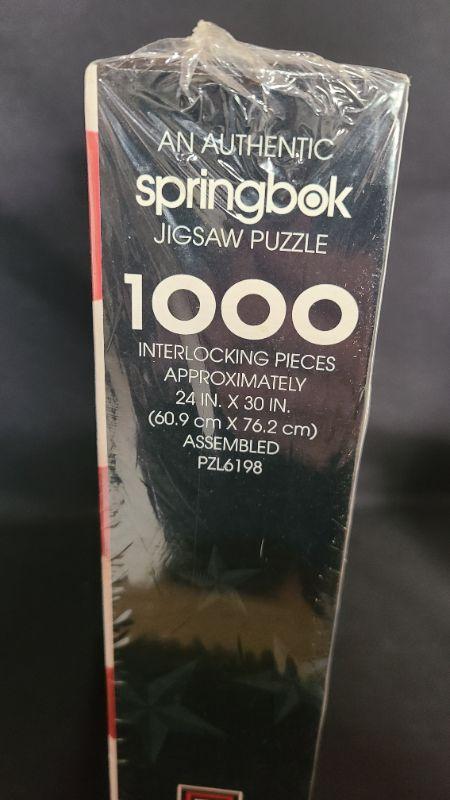 AN AUTHENTIC
springbok
JIGSAW PUZZLE
1000
INTERLOCKING PIECES
APPROXIMATELY
24 IN. X 30 IN.
(60.9 cm X 76.2 cm)
ASSEMBLED
PZL6198